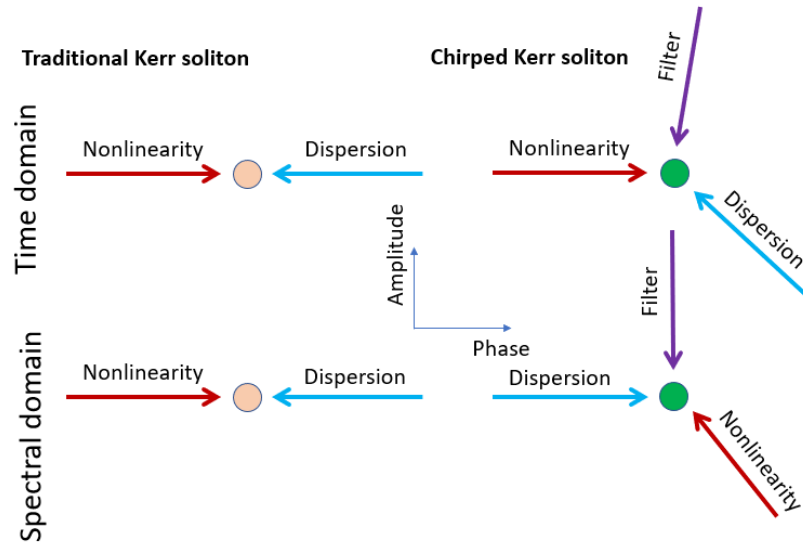 Traditional Kerr soliton
Chirped Kerr soliton
Filter
Time domain
Nonlinearity
Dispersion
Nonlinearity
Dispersion
Amplitude
Phase
Filter
Spectral domain
Nonlinearity
Dispersion
Dispersion
Nonlinearity